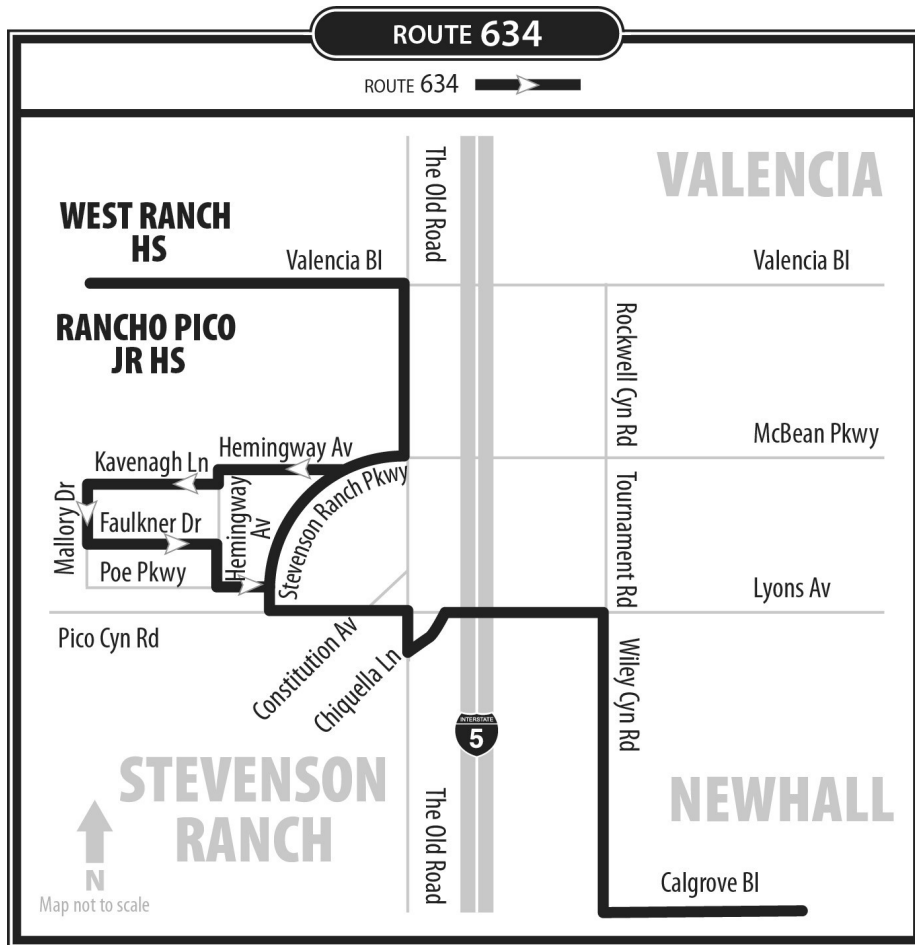 ROUTE 634
ROUTE 634
The Old Road
VALENCIA
WEST RANCH
HS
Valencia Bl
Valencia Bl
RANCHO PICO
JR HS
Rockwell Cyn Rd
McBean Pkwy
Hemingway Av
Kavenagh Ln
Stevenson Ranch Pkwy
Mallory Dr
Hemingway
Av
Faulkner Dr
Tournament Rd
Poe Pkwy
Lyons Av
Pico Cyn Rd
Constitution Av
Chiquella Ln
Wiley Cyn Rd
INTERSTATE
5
STEVENSON
RANCH
The Old Road
NEWHALL
N
Map not to scale
Calgrove Bl